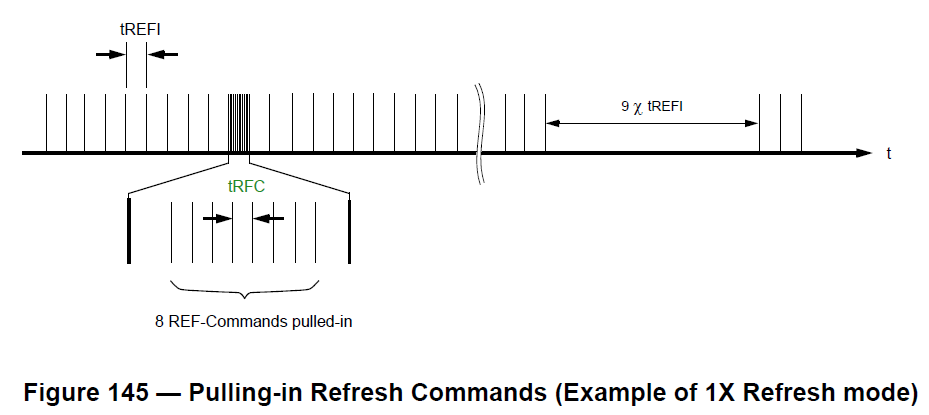 tREFI
9 χ tREFI
t
tRFC
8 REF-Commands pulled-in
Figure 145 — Pulling-in Refresh Commands (Example of 1X Refresh mode)